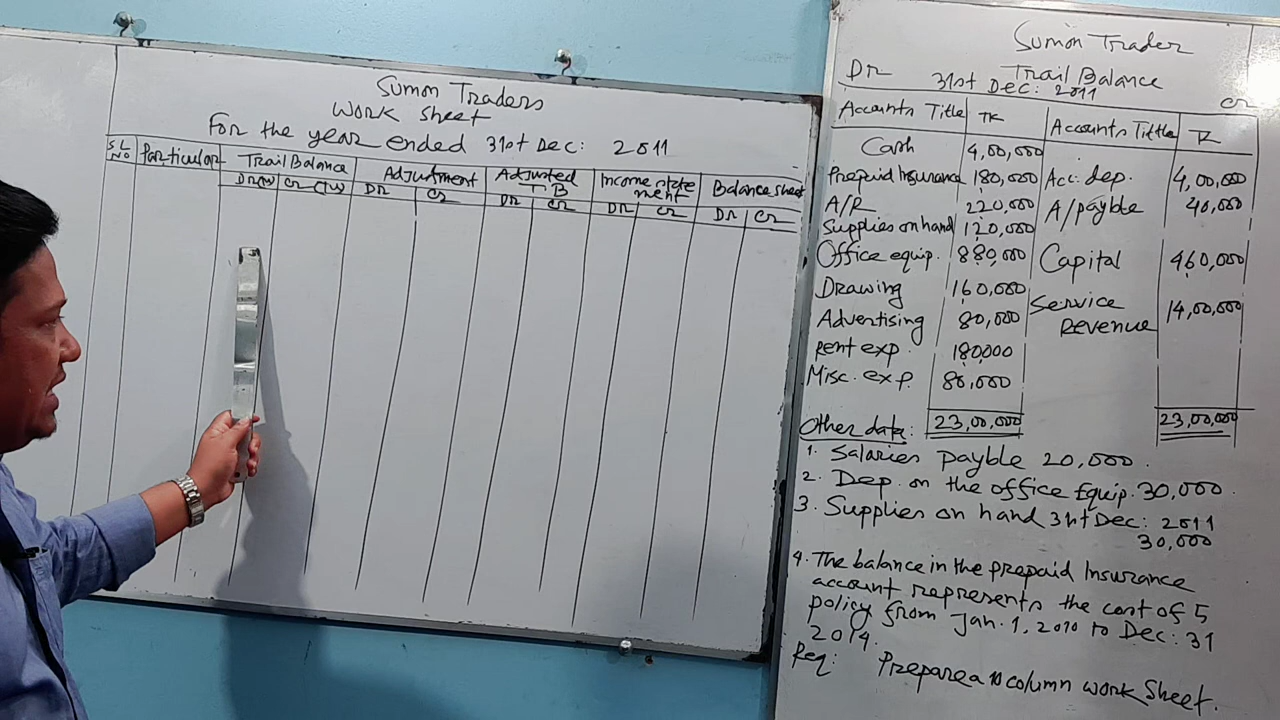 Sumon Traders
Work Sheet
For the year ended 31st Dec: 2011
SL NO Particular Trail Balance Adjustment Adjusted T.B Income statement Balance sheet
DR(TK) CR(TK) DR CR DR CR DR CR DR CR
Sumon Trader
Trail Balance
DR 31st Dec: 2011 CR
Accounts Title TK Accounts Tittle TK
Cash 4,00,000
Prepaid Insurance 180,000 Acc. dep. 4,00,000
A/R 220,000 A/payble 40,000
Supplies on hand 120,000
Office equip. 880,000 Capital 460,000
Drawing 160,000 Service
Advertising 80,000 Revenue 14,00,000
Rent exp. 180,000
Misc. exp. 80,000
23,00,000 23,00,000
Other data:
1. Salaries payble 20,000.
2. Dep. on the office Equip. 30,000.
3. Supplies on hand 31st Dec: 2011
30,000
4. The balance in the prepaid Insurance
account represents the cost of 5
policy from Jan. 1, 2010 to Dec: 31
2014.
Req: Prepare a 10 column work Sheet.